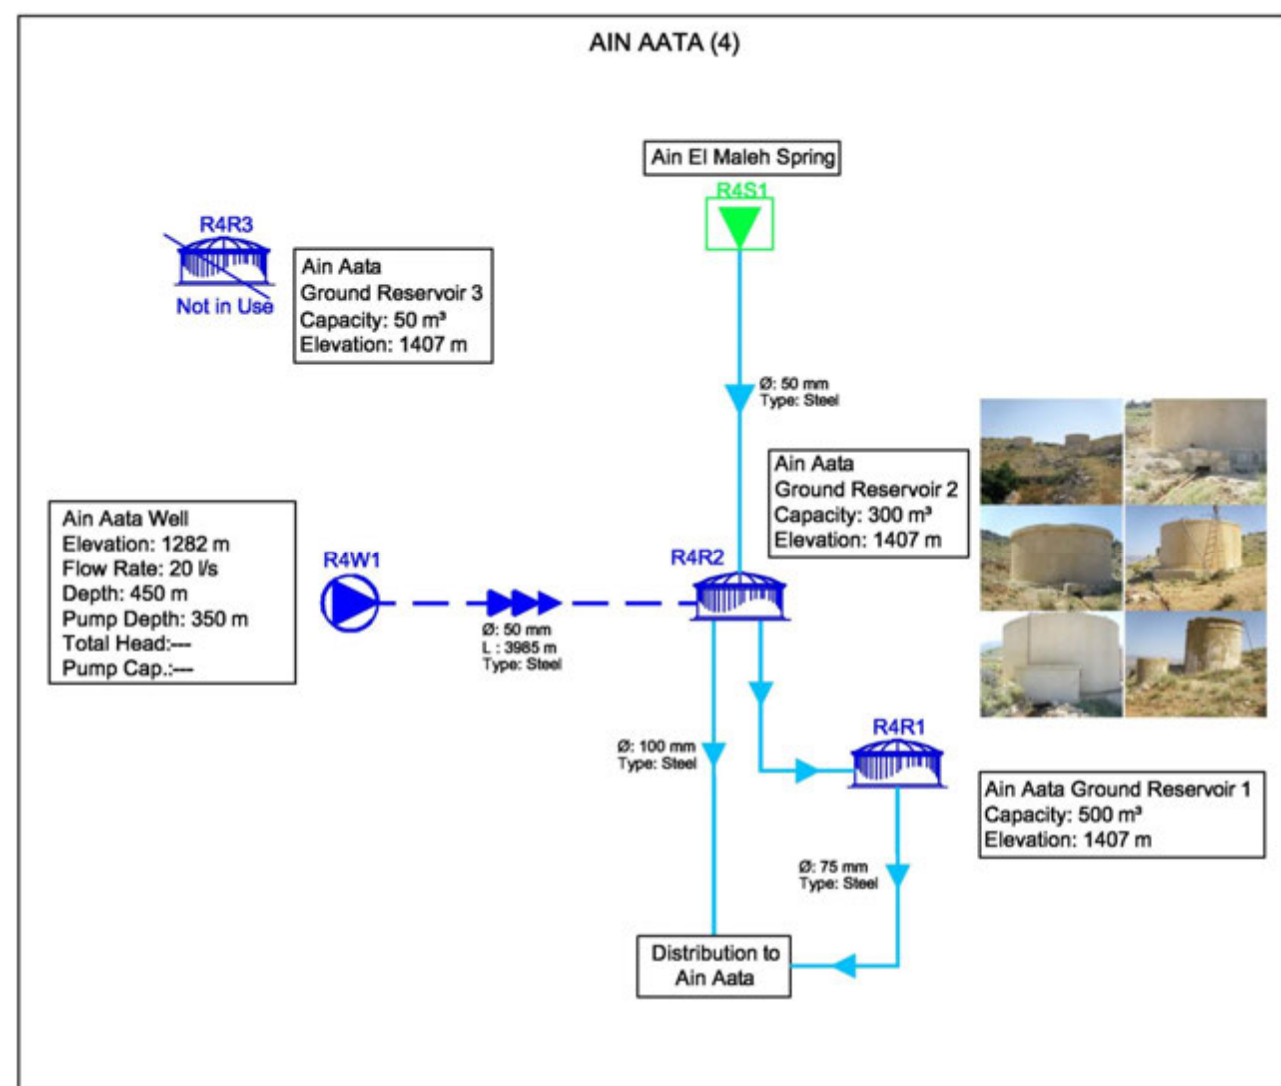 AIN AATA (4)
Ain El Maleh Spring
R4S1
R4R3
Not in Use
Ain Aata
Ground Reservoir 3
Capacity: 50 m³
Elevation: 1407 m
Ø: 50 mm
Type: Steel
Ain Aata
Ground Reservoir 2
Capacity: 300 m³
Elevation: 1407 m
Ain Aata Well
Elevation: 1282 m
Flow Rate: 20 l/s
Depth: 450 m
Pump Depth: 350 m
Total Head:---
Pump Cap.:---
R4W1
Ø: 50 mm
L : 3985 m
Type: Steel
R4R2
Ø: 100 mm
Type: Steel
R4R1
Ain Aata Ground Reservoir 1
Capacity: 500 m³
Elevation: 1407 m
Ø: 75 mm
Type: Steel
Distribution to
Ain Aata